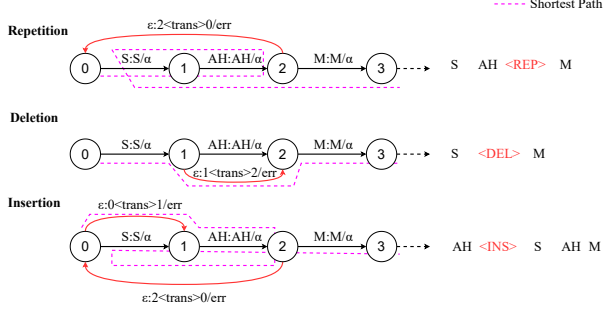 Shortest Path
ε:2<trans>0/err
Repetition
S:S/α AH:AH/α M:M/α
0 1 2 3 S AH <REP> M
Deletion
S:S/α AH:AH/α M:M/α
0 1 2 3 S <DEL> M
ε:1<trans>2/err
Insertion
ε:0<trans>1/err
S:S/α AH:AH/α M:M/α
0 1 2 3 AH <INS> S AH M
ε:2<trans>0/err